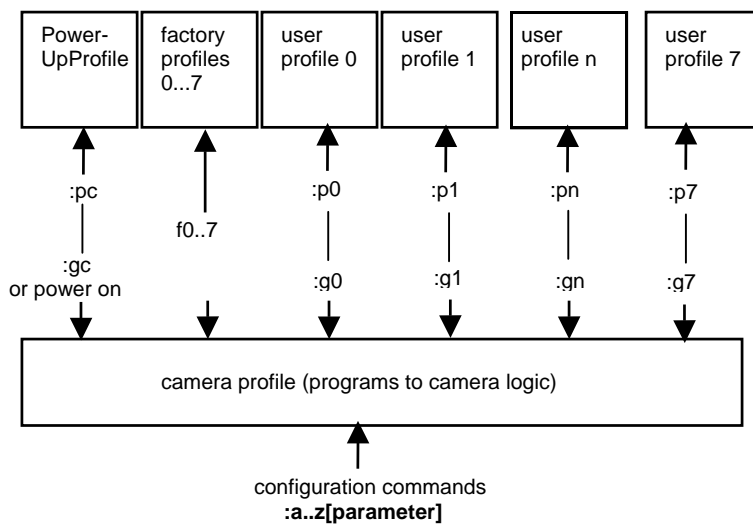 Power-
UpProfile
factory
profiles
0...7
user
profile 0
user
profile 1
user
profile n
user
profile 7
:pc
:p0
:p1
:pn
:p7
f0..7
:gc
or power on
:g0
:g1
:gn
:g7
camera profile (programs to camera logic)
configuration commands
:a..z[parameter]